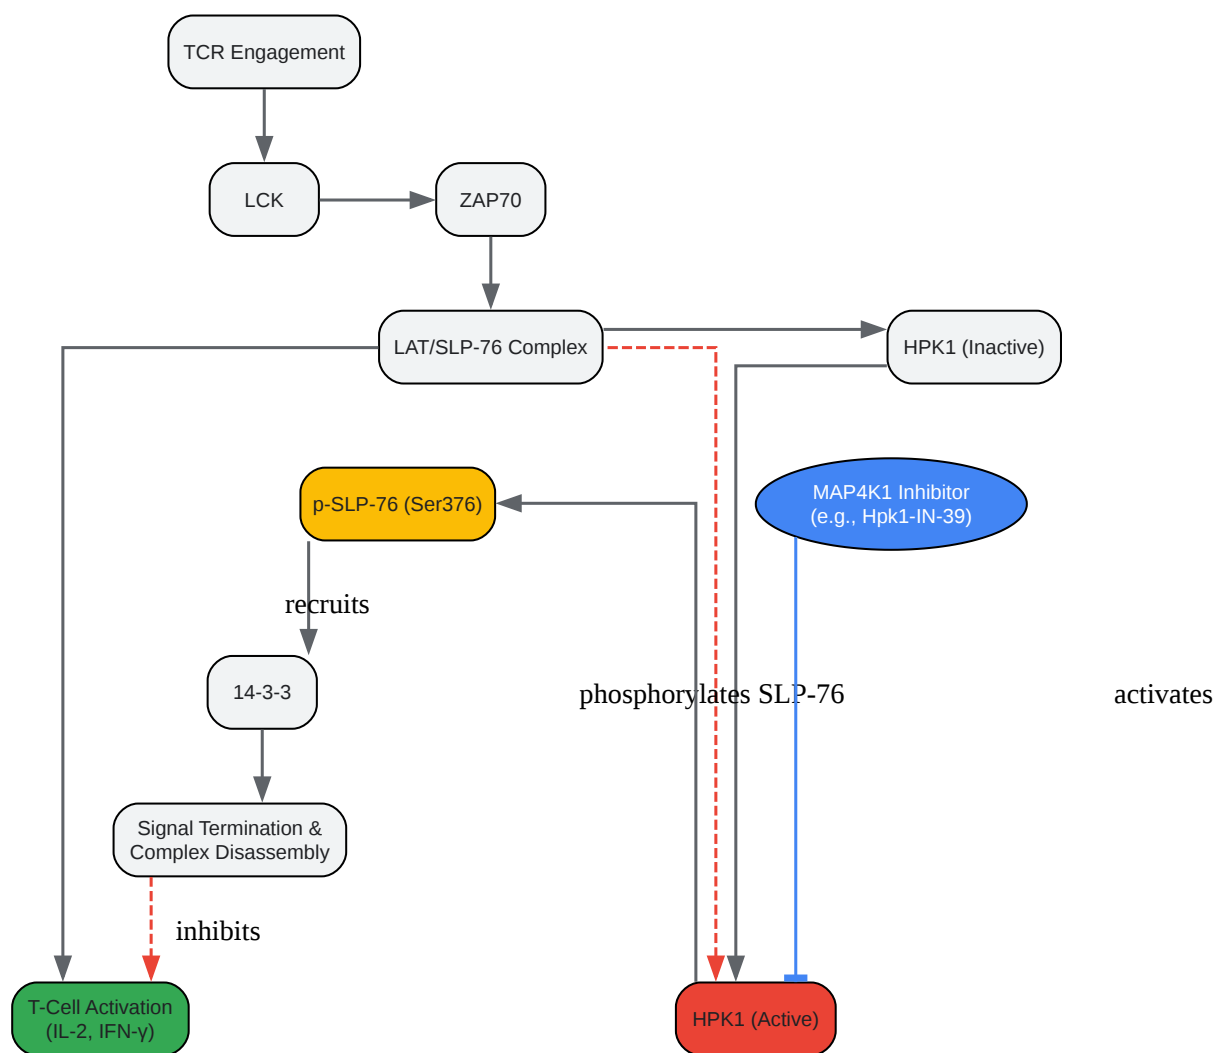 TCR Engagement
LCK
ZAP70
LAT/SLP-76 Complex
HPK1 (Inactive)
p-SLP-76 (Ser376)
MAP4K1 Inhibitor
(e.g., Hpk1-IN-39)
recruits
14-3-3
phosphorylates SLP-76
activates
Signal Termination &
Complex Disassembly
inhibits
T-Cell Activation
(IL-2, IFN-γ)
HPK1 (Active)